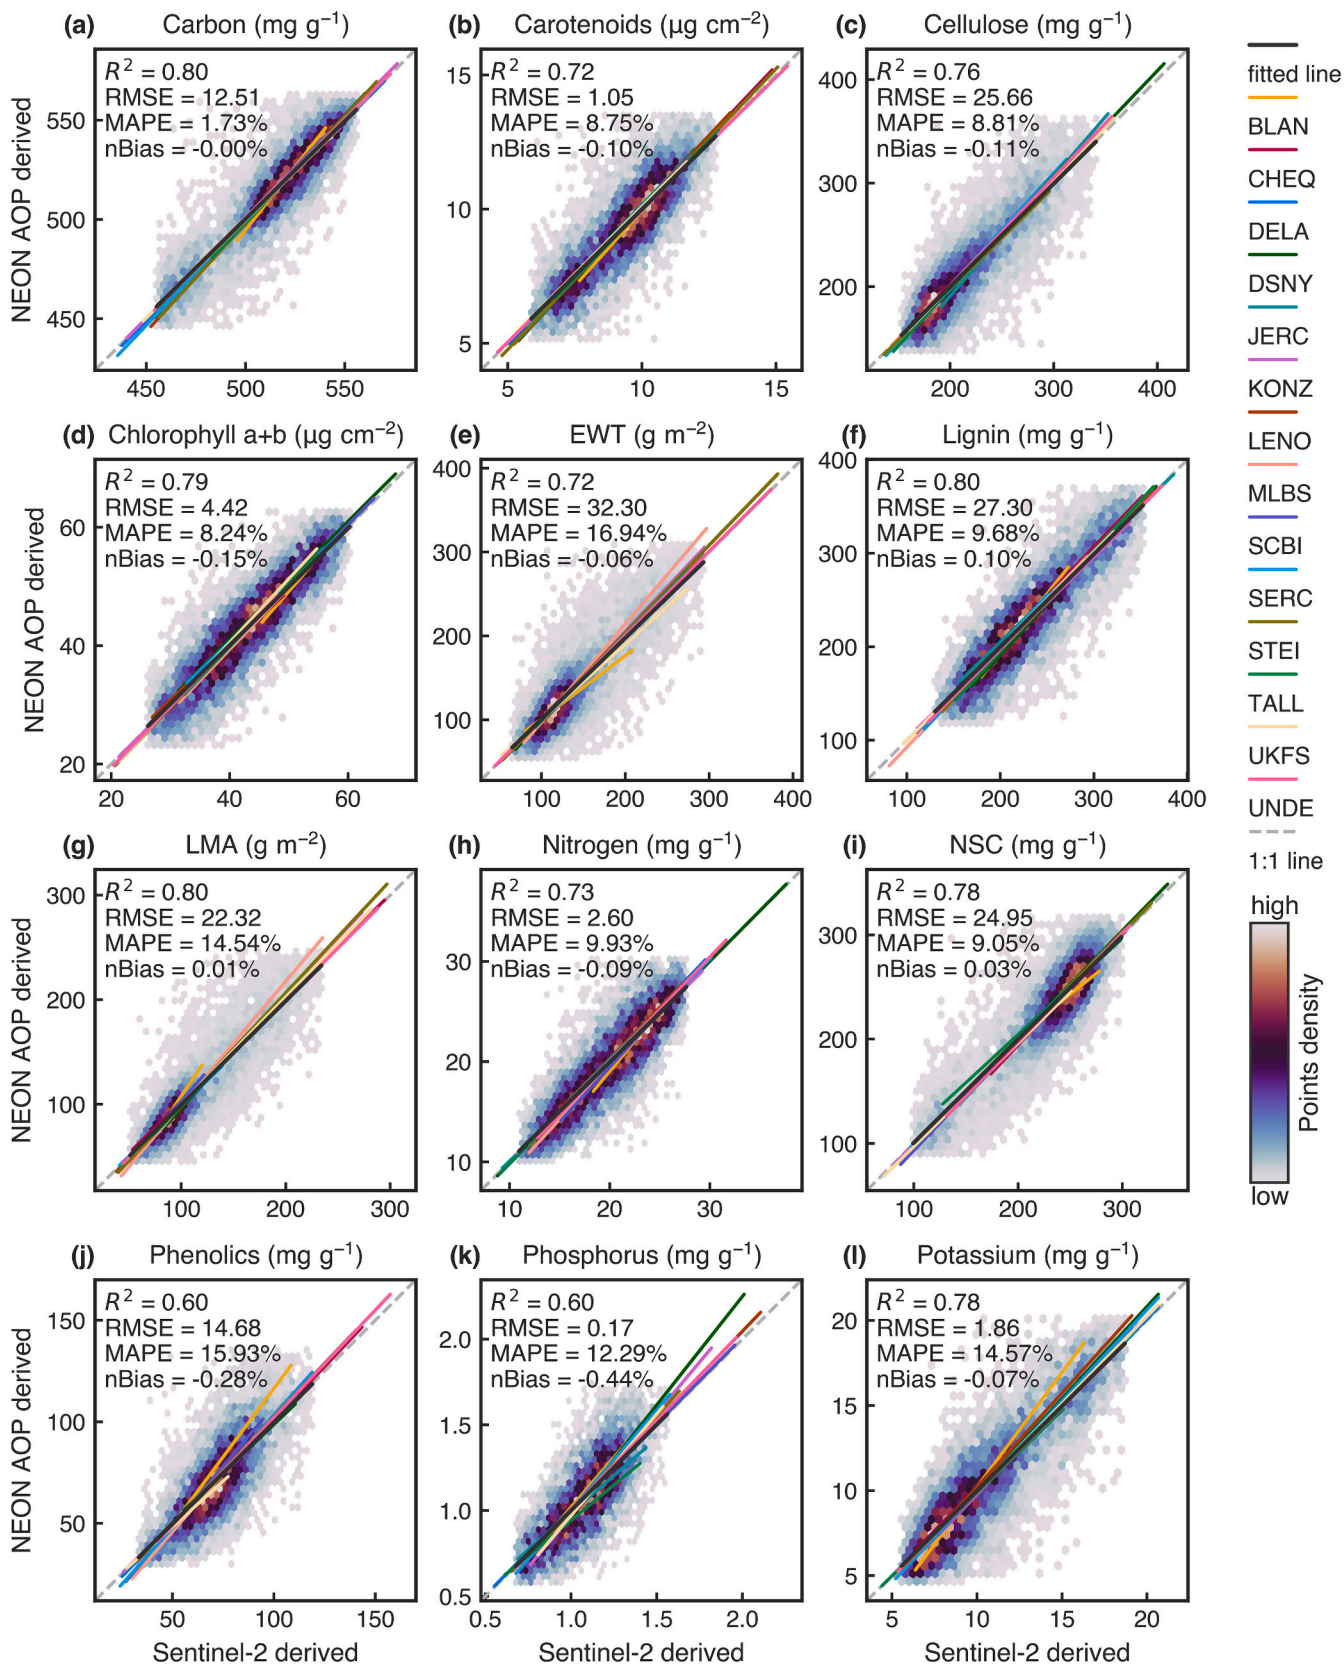 (a) Carbon (mg g⁻¹)
R² = 0.80
RMSE = 12.51
MAPE = 1.73%
nBias = -0.00%
NEON AOP derived
550
500
450
450 500 550
(b) Carotenoids (µg cm⁻²)
R² = 0.72
RMSE = 1.05
MAPE = 8.75%
nBias = -0.10%
15
10
5
5 10 15
(c) Cellulose (mg g⁻¹)
R² = 0.76
RMSE = 25.66
MAPE = 8.81%
nBias = -0.11%
400
300
200
200 300 400
(d) Chlorophyll a+b (µg cm⁻²)
R² = 0.79
RMSE = 4.42
MAPE = 8.24%
nBias = -0.15%
NEON AOP derived
60
40
20
20 40 60
(e) EWT (g m⁻²)
R² = 0.72
RMSE = 32.30
MAPE = 16.94%
nBias = -0.06%
400
300
200
100
100 200 300 400
(f) Lignin (mg g⁻¹)
R² = 0.80
RMSE = 27.30
MAPE = 9.68%
nBias = 0.10%
400
300
200
100
100 200 300 400
(g) LMA (g m⁻²)
R² = 0.80
RMSE = 22.32
MAPE = 14.54%
nBias = 0.01%
NEON AOP derived
300
200
100
100 200 300
(h) Nitrogen (mg g⁻¹)
R² = 0.73
RMSE = 2.60
MAPE = 9.93%
nBias = -0.09%
30
20
10
10 20 30
(i) NSC (mg g⁻¹)
R² = 0.78
RMSE = 24.95
MAPE = 9.05%
nBias = 0.03%
300
200
100
100 200 300
(j) Phenolics (mg g⁻¹)
R² = 0.60
RMSE = 14.68
MAPE = 15.93%
nBias = -0.28%
NEON AOP derived
150
100
50
50 100 150
Sentinel-2 derived
(k) Phosphorus (mg g⁻¹)
R² = 0.60
RMSE = 0.17
MAPE = 12.29%
nBias = -0.44%
2.0
1.5
1.0
0.5
0.5 1.0 1.5 2.0
Sentinel-2 derived
(l) Potassium (mg g⁻¹)
R² = 0.78
RMSE = 1.86
MAPE = 14.57%
nBias = -0.07%
20
15
10
5
5 10 15 20
Sentinel-2 derived
fitted line
BLAN
CHEQ
DELA
DSNY
JERC
KONZ
LENO
MLBS
SCBI
SERC
STEI
TALL
UKFS
UNDE
1:1 line
high
Points density
low